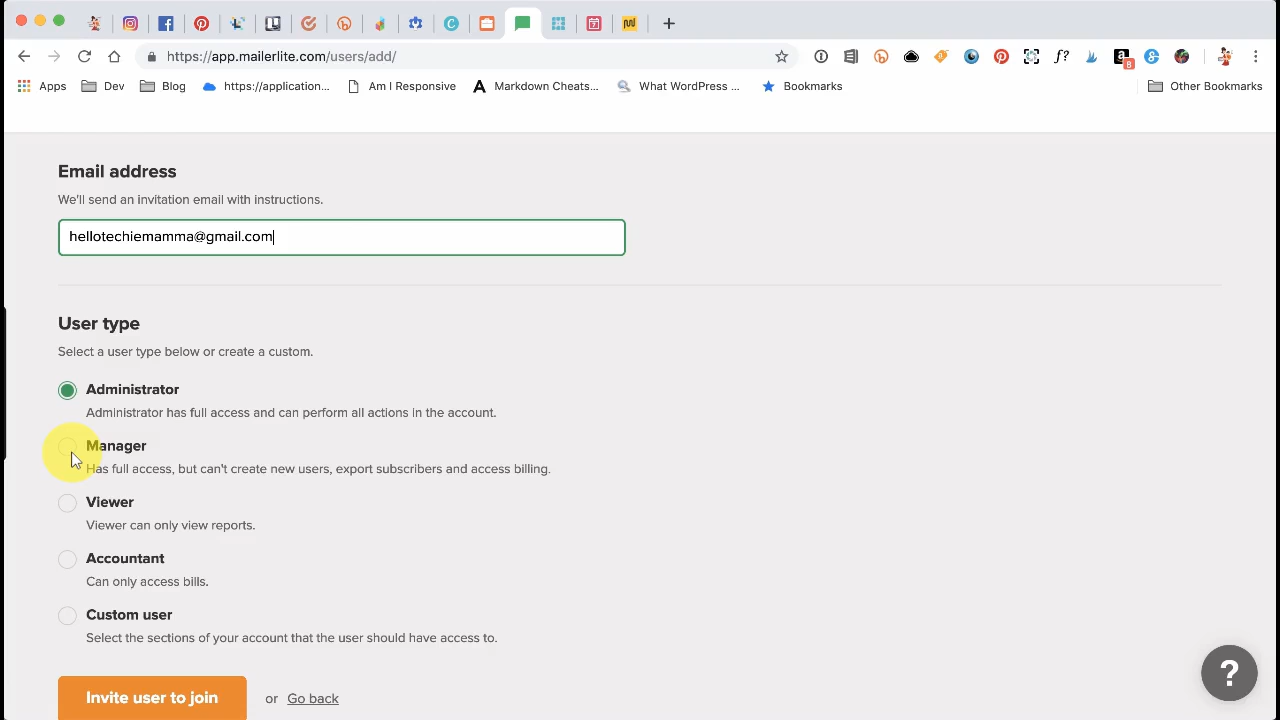 https://app.mailerlite.com/users/add/
Apps
Dev
Blog
https://application...
Am I Responsive
Markdown Cheats...
What WordPress ...
Bookmarks
Other Bookmarks
f?
8
Email address
We'll send an invitation email with instructions.
hellotechiemamma@gmail.com
User type
Select a user type below or create a custom.
Administrator
Administrator has full access and can perform all actions in the account.
Manager
Has full access, but can't create new users, export subscribers and access billing.
Viewer
Viewer can only view reports.
Accountant
Can only access bills.
Custom user
Select the sections of your account that the user should have access to.
Invite user to join
or Go back
?